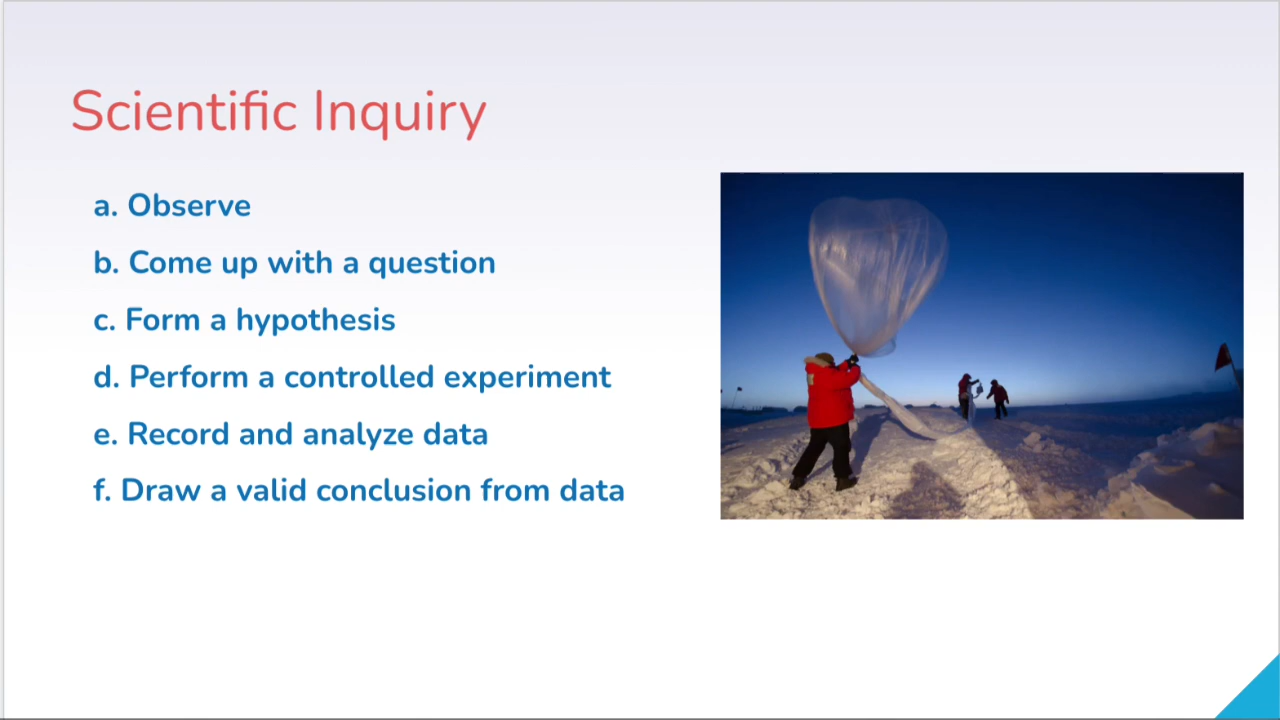 Scientific Inquiry
a. Observe
b. Come up with a question
c. Form a hypothesis
d. Perform a controlled experiment
e. Record and analyze data
f. Draw a valid conclusion from data